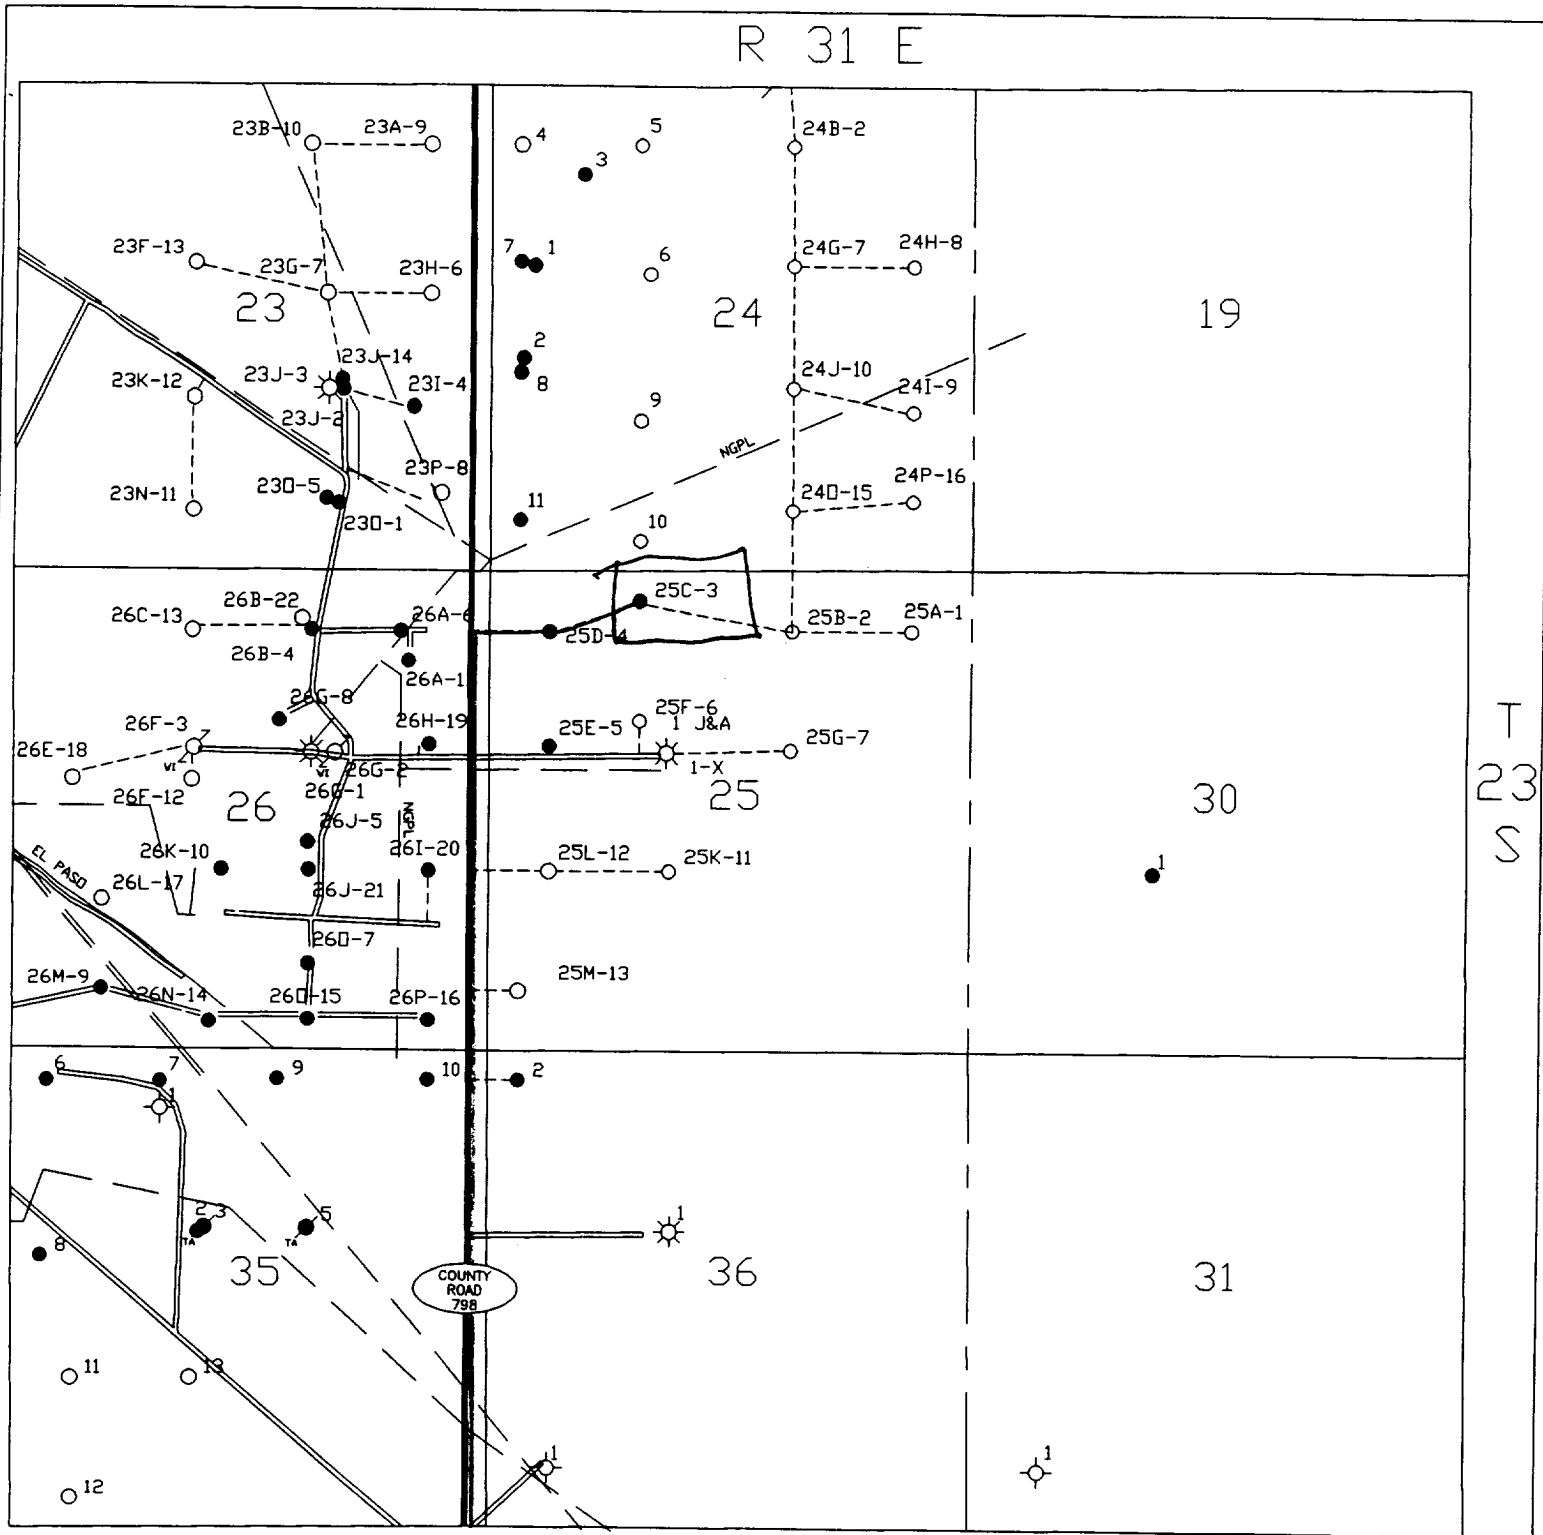 R 31 E
23B-10 23A-9 4 5 24B-2
3
23F-13 23G-7 23H-6 7 1 6 24G-7 24H-8
23 24 19
2
23J-14
23K-12 23J-3 23I-4 8 24J-10 24I-9
23J-2 9
NGPL
23P-8
23N-11 23O-5 11 24O-15 24P-16
23O-1 10
26C-13 26B-22 26A-6 25C-3 25B-2 25A-1
25D-4
26B-4
26A-1
26G-8 25F-6
26F-3 26H-19 25E-5 1 J&A
26E-18 25G-7
WI WI 26G-2 1-X
26F-12 26G-1
26 25 30
T
23
S
NGPL
26J-5
EL PASO 26K-10 26I-20 25L-12 25K-11 1
26L-17 26J-21
26O-7
26M-9 25M-13
26N-14 26O-15 26P-16
6 7 9 10 2
1
2 3 5 1
TA TA
8
35 36 31
COUNTY
ROAD
798
11 13
1 1
12